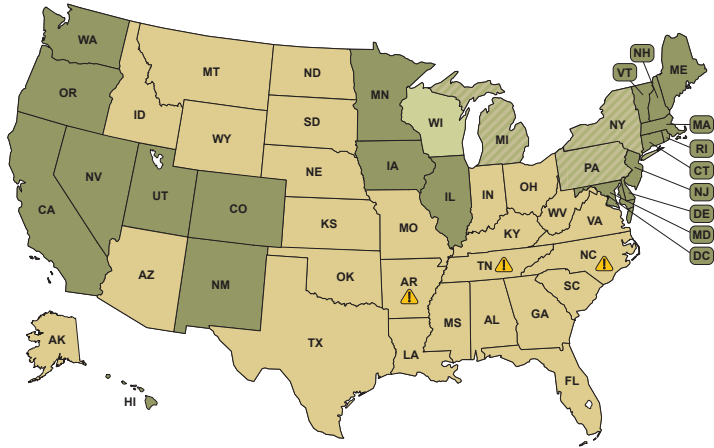 WA
OR
CA
NV
ID
MT
WY
UT
CO
AZ
NM
ND
SD
NE
KS
OK
TX
MN
IA
MO
AR
LA
WI
IL
MI
IN
OH
KY
TN
MS
AL
GA
FL
SC
NC
VA
WV
PA
NY
VT
NH
ME
MA
RI
CT
NJ
DE
MD
DC
AK
HI